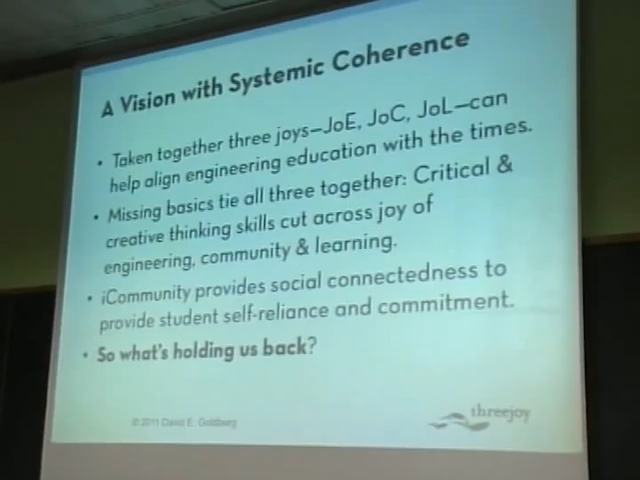 A Vision with Systemic Coherence
• Taken together three joys—JoE, JoC, JoL—can
help align engineering education with the times.
• Missing basics tie all three together: Critical &
creative thinking skills cut across joy of
engineering, community & learning.
• iCommunity provides social connectedness to
provide student self-reliance and commitment.
• So what's holding us back?
© 2011 David E. Goldberg
threejoy